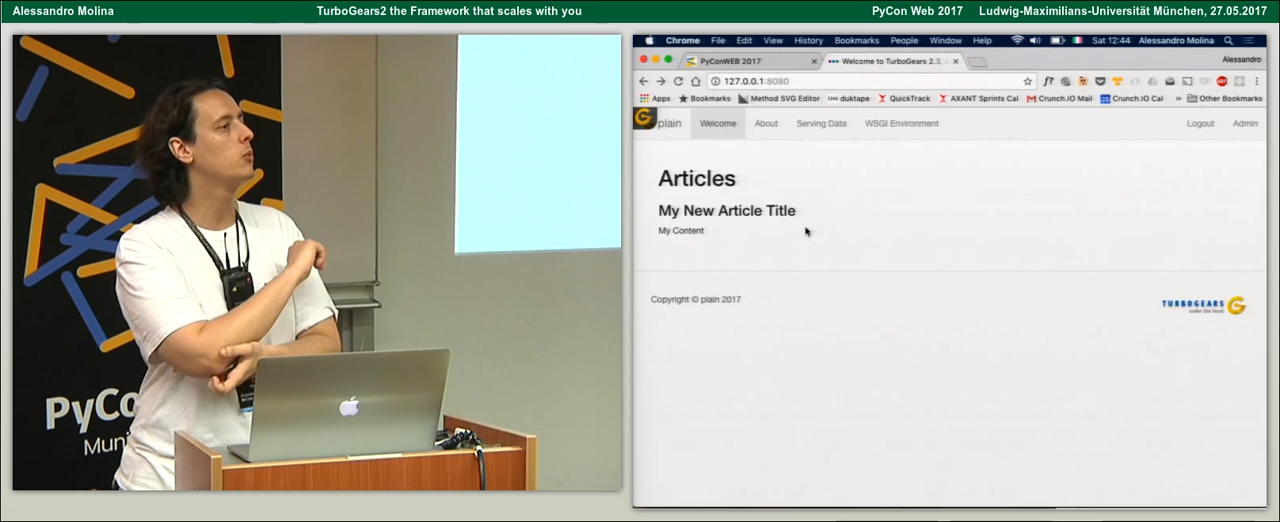 Alessandro Molina TurboGears2 the Framework that scales with you PyCon Web 2017 Ludwig-Maximilians-Universität München, 27.05.2017
PyCo
Muni
Chrome File Edit View History Bookmarks People Window Help Sat 12:44 Alessandro Molina
PyConWEB 2017 Welcome to TurboGears 2.3, Alessandro
127.0.0.1:8080
Apps Bookmarks Method SVG Editor duktape QuickTrack AXANT Sprints Cal Crunch.IO Mail Crunch.IO Cal » Other Bookmarks
plain Welcome About Serving Data WSGI Environment Logout Admin
Articles
My New Article Title
My Content
Copyright © plain 2017
TURBOGEARS
under the hood